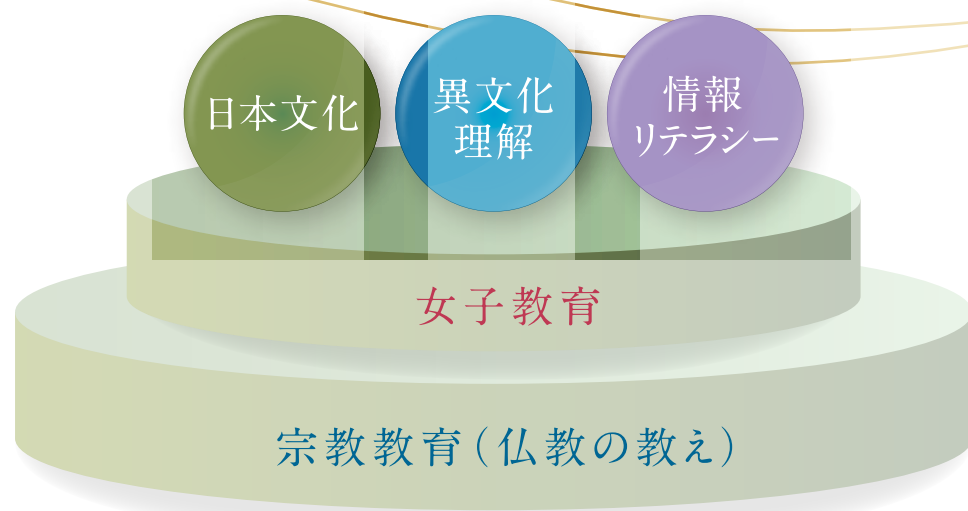 日本文化
異文化
理解
情報
リテラシー
女子教育
宗教教育(仏教の教え)